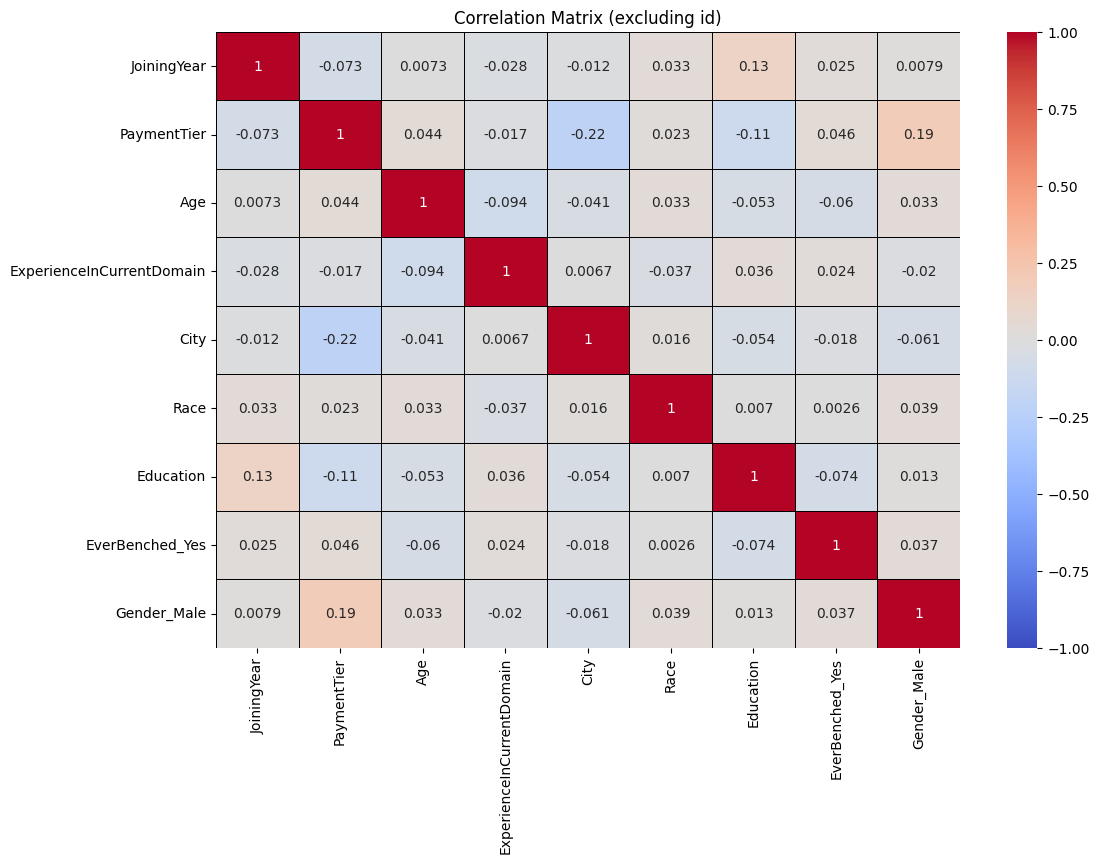 Correlation Matrix (excluding id)
JoiningYear 1 -0.073 0.0073 -0.028 -0.012 0.033 0.13 0.025 0.0079
PaymentTier -0.073 1 0.044 -0.017 -0.22 0.023 -0.11 0.046 0.19
Age 0.0073 0.044 1 -0.094 -0.041 0.033 -0.053 -0.06 0.033
ExperienceInCurrentDomain -0.028 -0.017 -0.094 1 0.0067 -0.037 0.036 0.024 -0.02
City -0.012 -0.22 -0.041 0.0067 1 0.016 -0.054 -0.018 -0.061
Race 0.033 0.023 0.033 -0.037 0.016 1 0.007 0.0026 0.039
Education 0.13 -0.11 -0.053 0.036 -0.054 0.007 1 -0.074 0.013
EverBenched_Yes 0.025 0.046 -0.06 0.024 -0.018 0.0026 -0.074 1 0.037
Gender_Male 0.0079 0.19 0.033 -0.02 -0.061 0.039 0.013 0.037 1
JoiningYear
PaymentTier
Age
ExperienceInCurrentDomain
City
Race
Education
EverBenched_Yes
Gender_Male
1.00
0.75
0.50
0.25
0.00
−0.25
−0.50
−0.75
−1.00